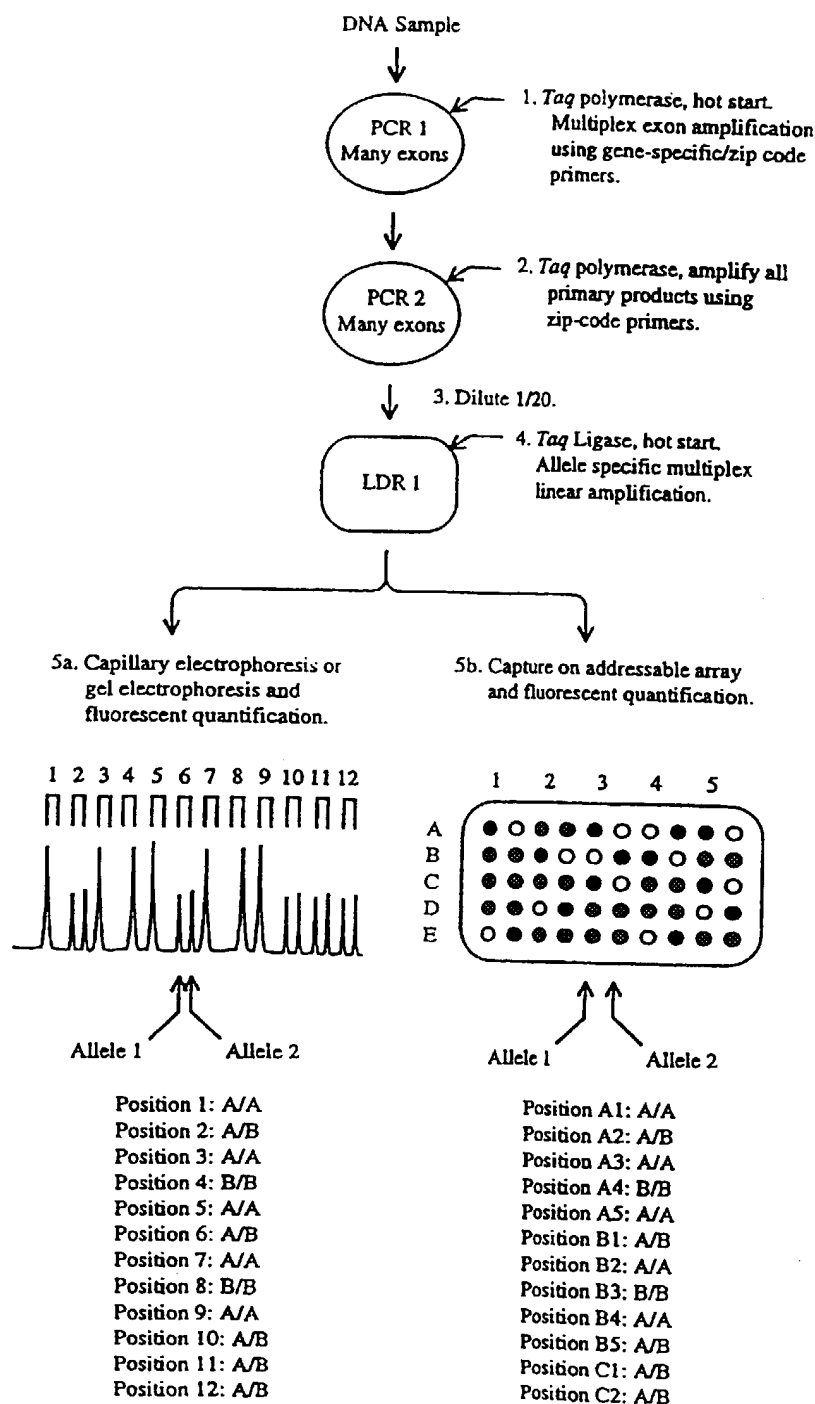 DNA Sample
PCR 1
Many exons
1. Taq polymerase, hot start.
Multiplex exon amplification
using gene-specific/zip code
primers.
PCR 2
Many exons
2. Taq polymerase, amplify all
primary products using
zip-code primers.
3. Dilute 1/20.
LDR 1
4. Taq Ligase, hot start.
Allele specific multiplex
linear amplification.
5a. Capillary electrophoresis or
gel electrophoresis and
fluorescent quantification.
5b. Capture on addressable array
and fluorescent quantification.
1 2 3 4 5 6 7 8 9 10 11 12
1 2 3 4 5
A
B
C
D
E
Allele 1 Allele 2
Allele 1 Allele 2
Position 1: A/A
Position 2: A/B
Position 3: A/A
Position 4: B/B
Position 5: A/A
Position 6: A/B
Position 7: A/A
Position 8: B/B
Position 9: A/A
Position 10: A/B
Position 11: A/B
Position 12: A/B
Position A1: A/A
Position A2: A/B
Position A3: A/A
Position A4: B/B
Position A5: A/A
Position B1: A/B
Position B2: A/A
Position B3: B/B
Position B4: A/A
Position B5: A/B
Position C1: A/B
Position C2: A/B